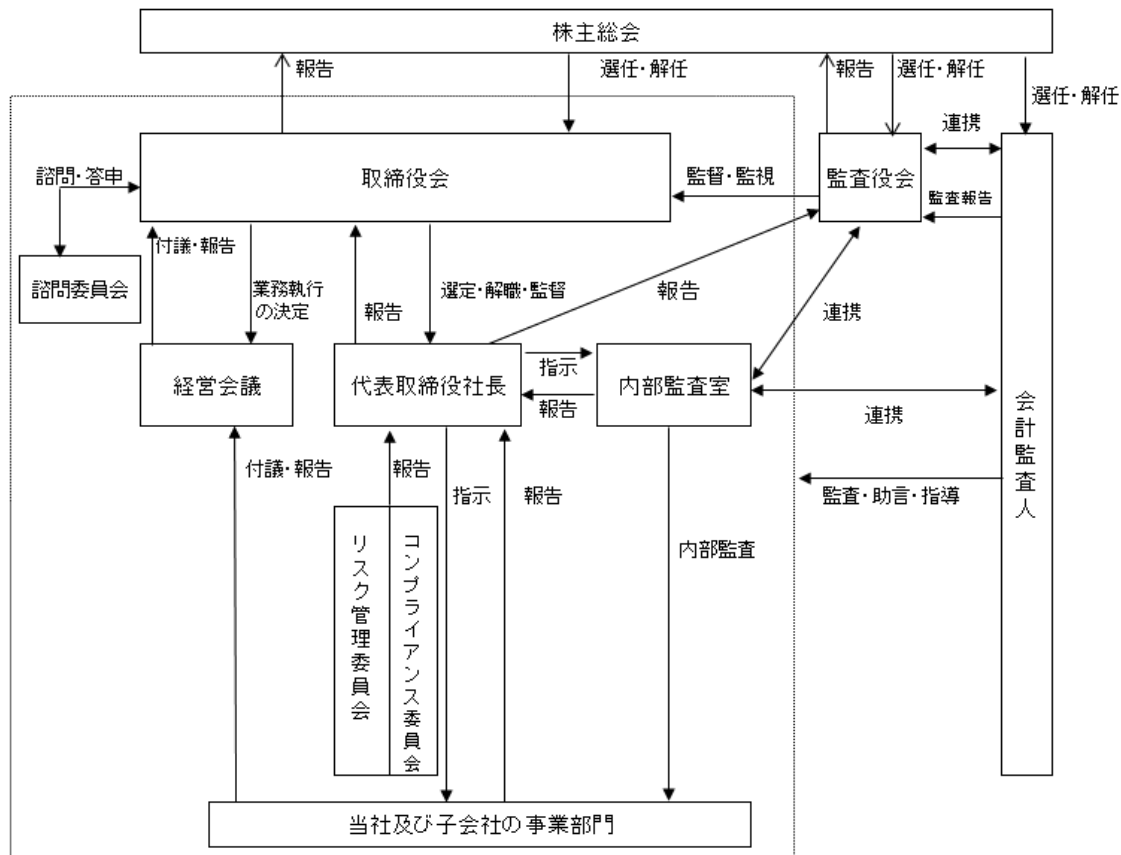 株主総会
報告
選任・解任
報告
選任・解任
選任・解任
連携
諮問・答申
取締役会
監督・監視
監査役会
監査報告
付議・報告
諮問委員会
業務執行
の決定
報告
選定・解職・監督
報告
連携
経営会議
代表取締役社長
指示
報告
内部監査室
連携
会計監査人
付議・報告
報告
指示
報告
監査・助言・指導
内部監査
リスク管理委員会
コンプライアンス委員会
当社及び子会社の事業部門